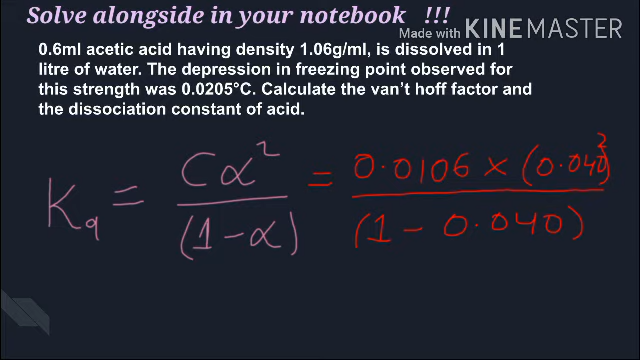 Solve alongside in your notebook !!!
Made with KINEMASTER
0.6ml acetic acid having density 1.06g/ml, is dissolved in 1
litre of water. The depression in freezing point observed for
this strength was 0.0205°C. Calculate the van't hoff factor and
the dissociation constant of acid.
Ka = Cα² / (1-α) = 0.0106 × (0.040)² / (1 - 0.040)